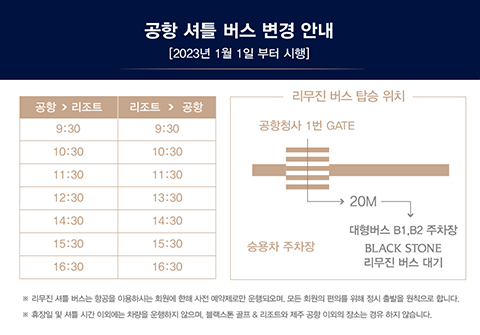 공항 셔틀 버스 변경 안내
[2023년 1월 1일 부터 시행]
공항 > 리조트 리조트 > 공항
9:30 9:30
10:30 10:30
11:30 11:30
12:30 13:30
14:30 14:30
15:30 15:30
16:30 16:30
리무진 버스 탑승 위치
공항청사 1번 GATE
20M
대형버스 B1,B2 주차장
승용차 주차장
BLACK STONE
리무진 버스 대기
※ 리무진 셔틀 버스는 항공을 이용하시는 회원에 한해 사전 예약제로만 운행되오며, 모든 회원의 편의를 위해 정시 출발을 원칙으로 합니다.
※ 휴장일 및 셔틀 시간 이외에는 차량을 운행하지 않으며, 블랙스톤 골프 & 리조트와 제주 공항 이외의 장소는 경유 하지 않습니다.